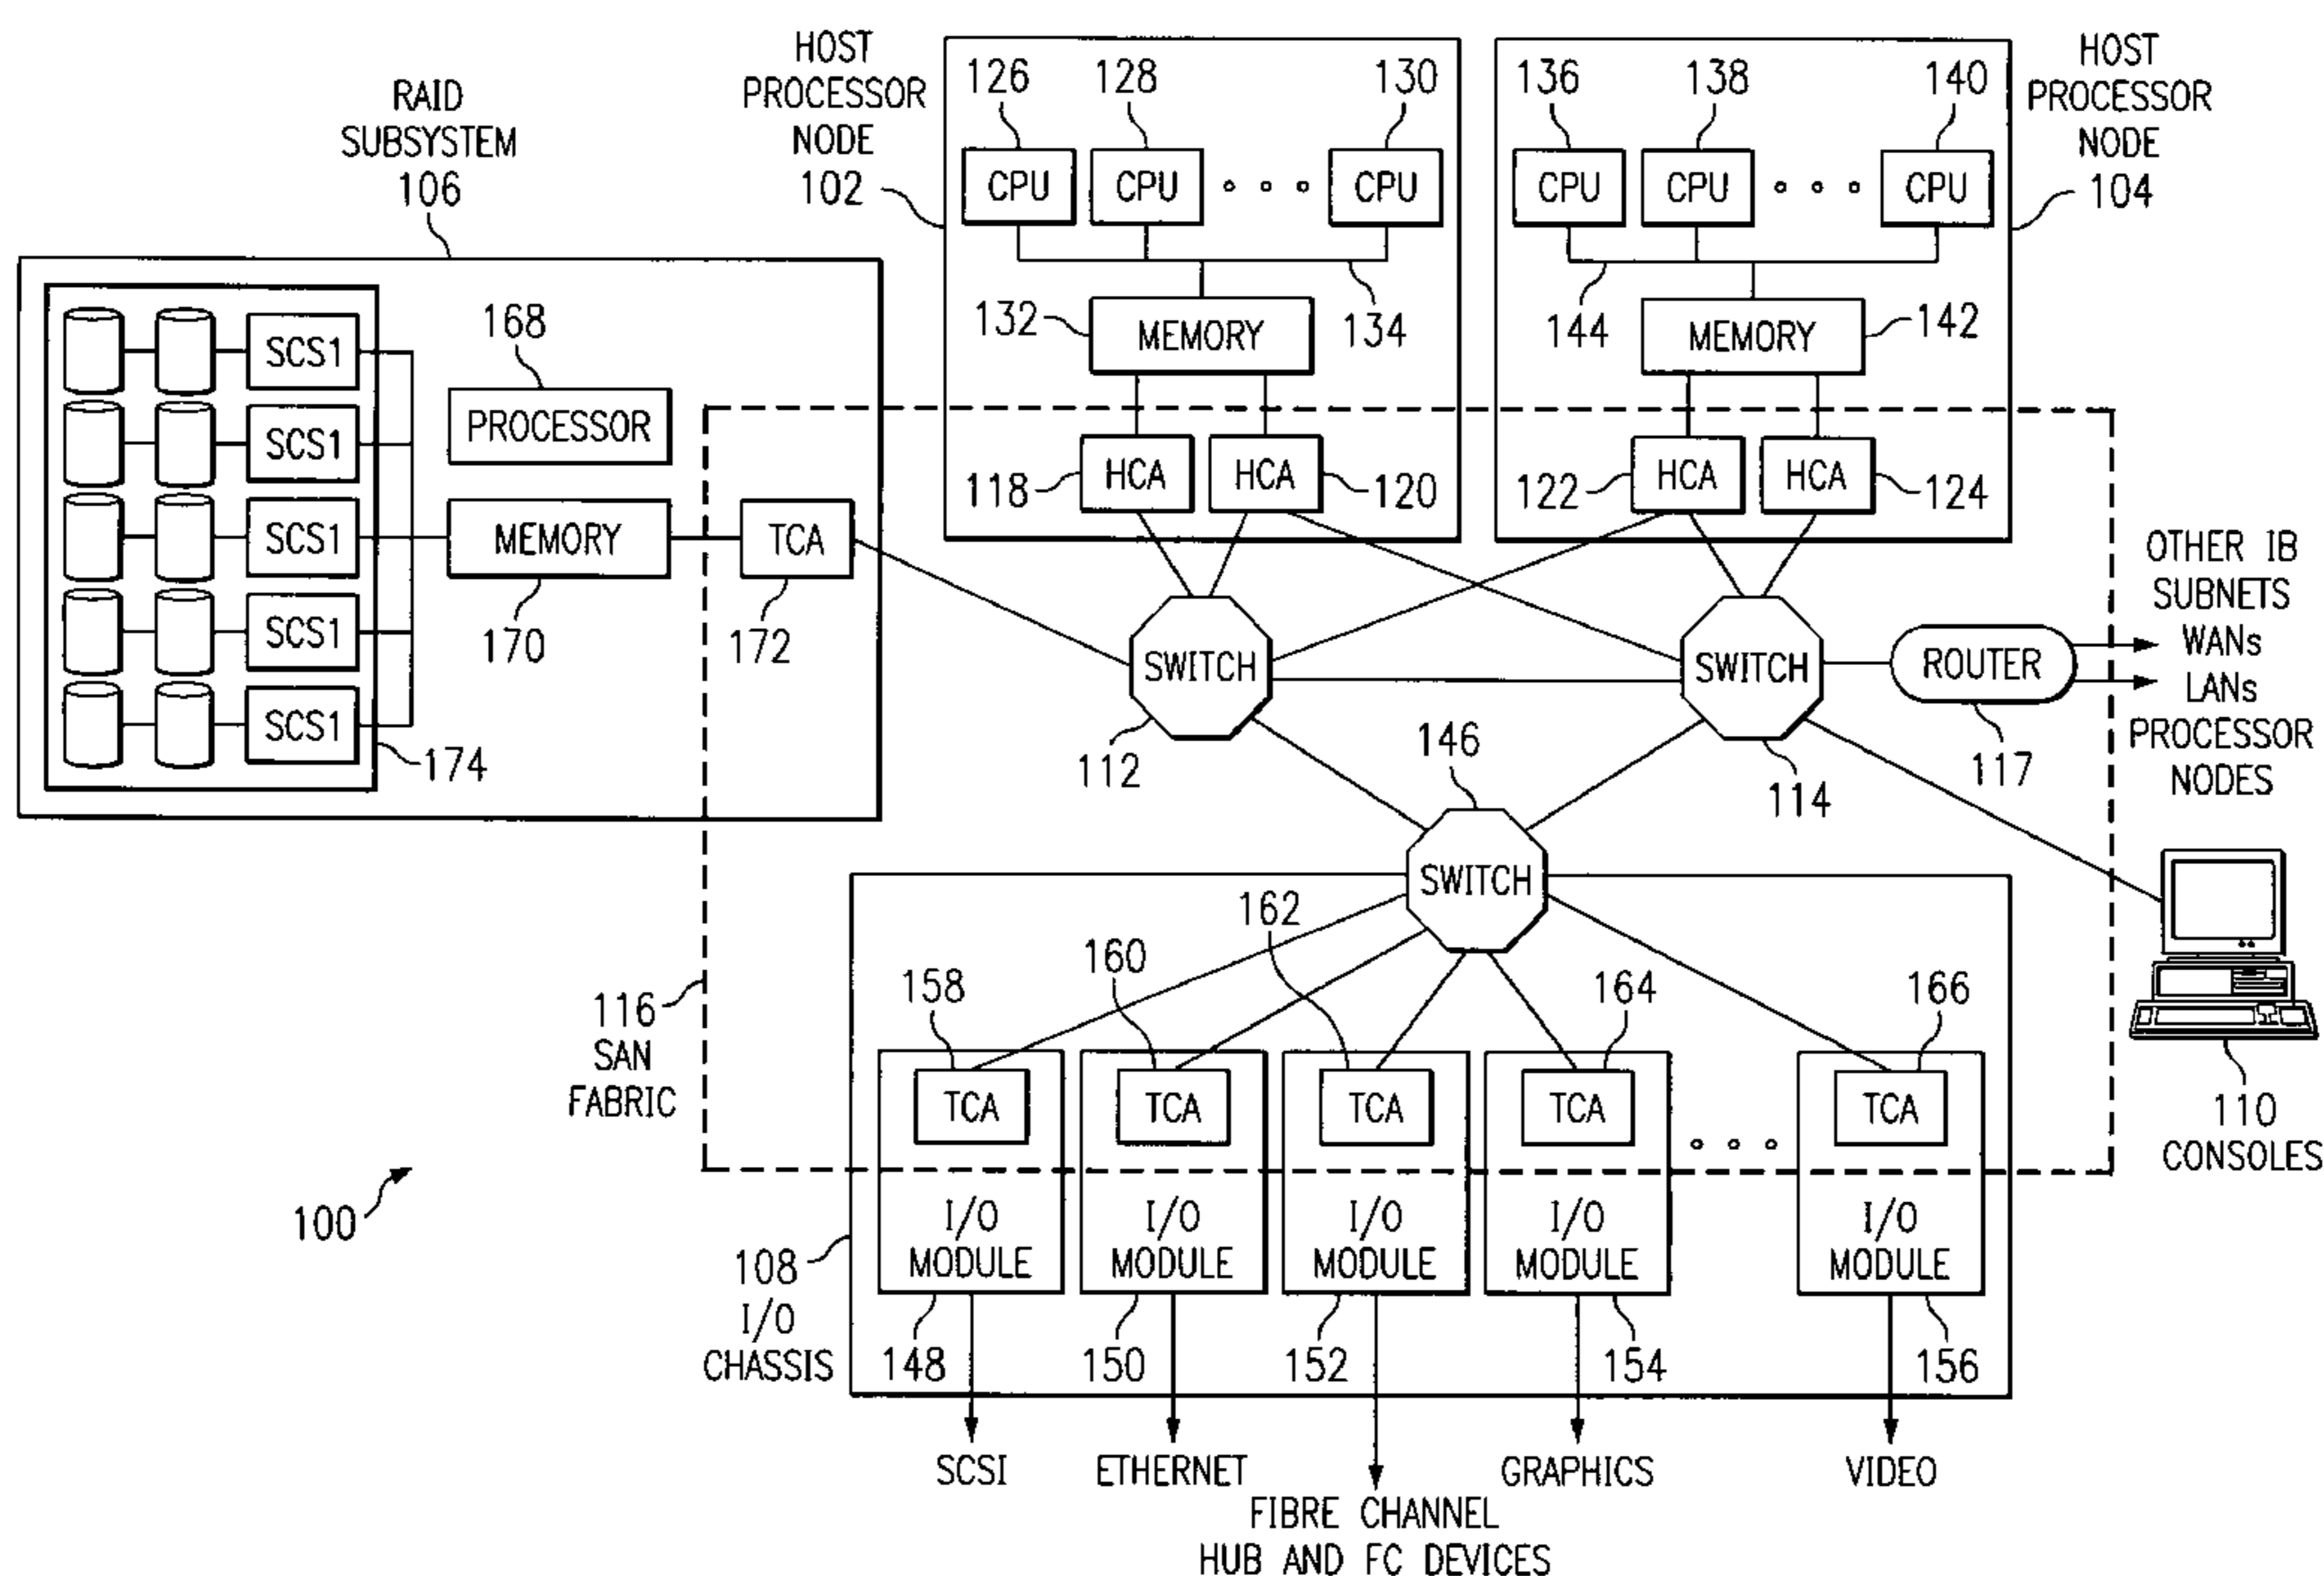 HOST
PROCESSOR
NODE
102
126
128
130
CPU
CPU
CPU
132
MEMORY
134
118
HCA
HCA
120
HOST
PROCESSOR
NODE
104
136
138
140
CPU
CPU
CPU
144
MEMORY
142
122
HCA
HCA
124
RAID
SUBSYSTEM
106
SCS1
SCS1
SCS1
SCS1
SCS1
174
168
PROCESSOR
MEMORY
170
TCA
172
SWITCH
112
SWITCH
114
ROUTER
117
OTHER IB
SUBNETS
WANs
LANs
PROCESSOR
NODES
146
SWITCH
116
SAN
FABRIC
110
CONSOLES
100
108
I/O
CHASSIS
158
160
162
164
166
TCA
TCA
TCA
TCA
TCA
I/O
MODULE
I/O
MODULE
I/O
MODULE
I/O
MODULE
I/O
MODULE
148
150
152
154
156
SCSI
ETHERNET
FIBRE CHANNEL
HUB AND FC DEVICES
GRAPHICS
VIDEO